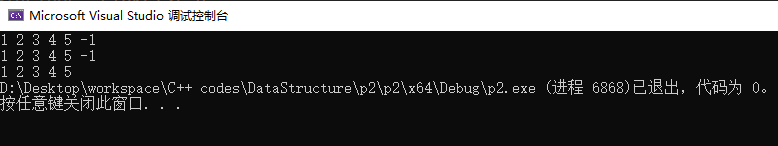 Microsoft Visual Studio 调试控制台
1 2 3 4 5 -1
1 2 3 4 5 -1
1 2 3 4 5
D:\Desktop\workspace\C++ codes\DataStructure\p2\p2\x64\Debug\p2.exe (进程 6868)已退出，代码为 0。
按任意键关闭此窗口. . .